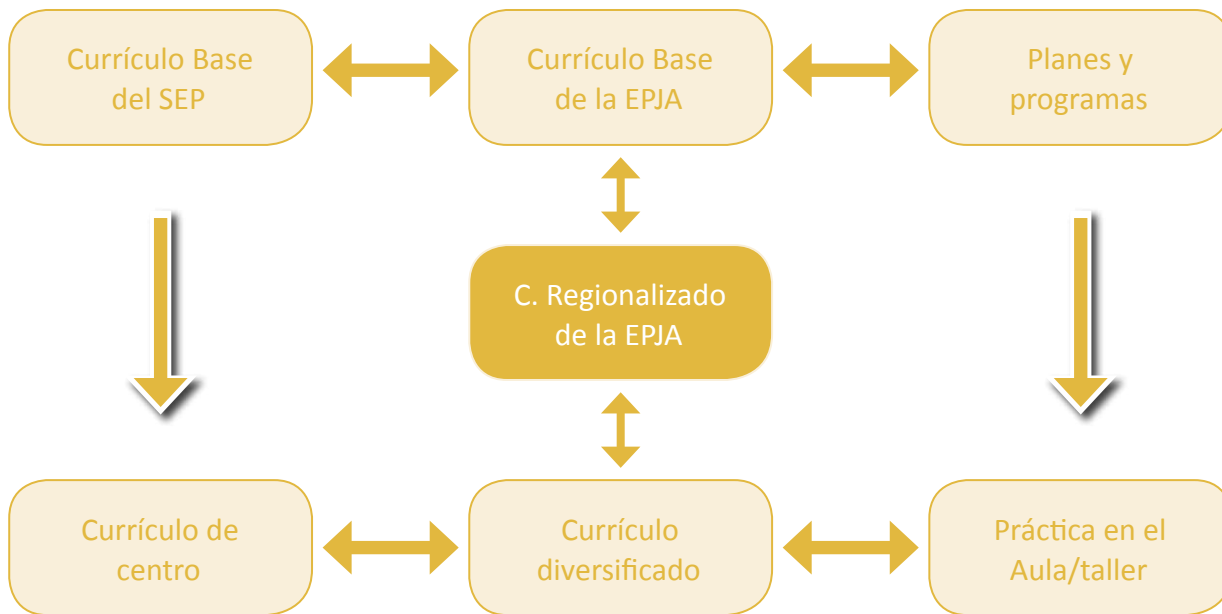 Currículo Base
del SEP
Currículo Base
de la EPJA
Planes y
programas
C. Regionalizado
de la EPJA
Currículo de
centro
Currículo
diversificado
Práctica en el
Aula/taller